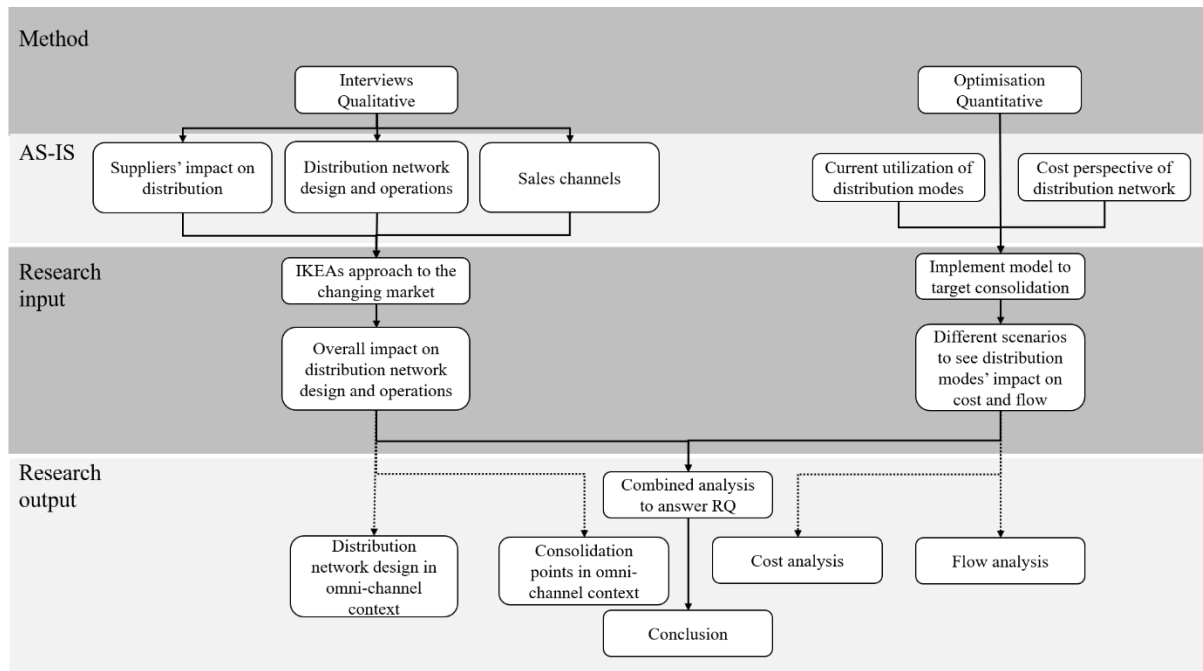 Method
Interviews
Qualitative
Optimisation
Quantitative
AS-IS
Suppliers' impact on
distribution
Distribution network
design and operations
Sales channels
Current utilization of
distribution modes
Cost perspective of
distribution network
Research
input
IKEAs approach to the
changing market
Implement model to
target consolidation
Overall impact on
distribution network
design and operations
Different scenarios
to see distribution
modes' impact on
cost and flow
Research
output
Combined analysis
to answer RQ
Distribution
network design in
omni-channel
context
Consolidation
points in omni-
channel context
Cost analysis
Flow analysis
Conclusion